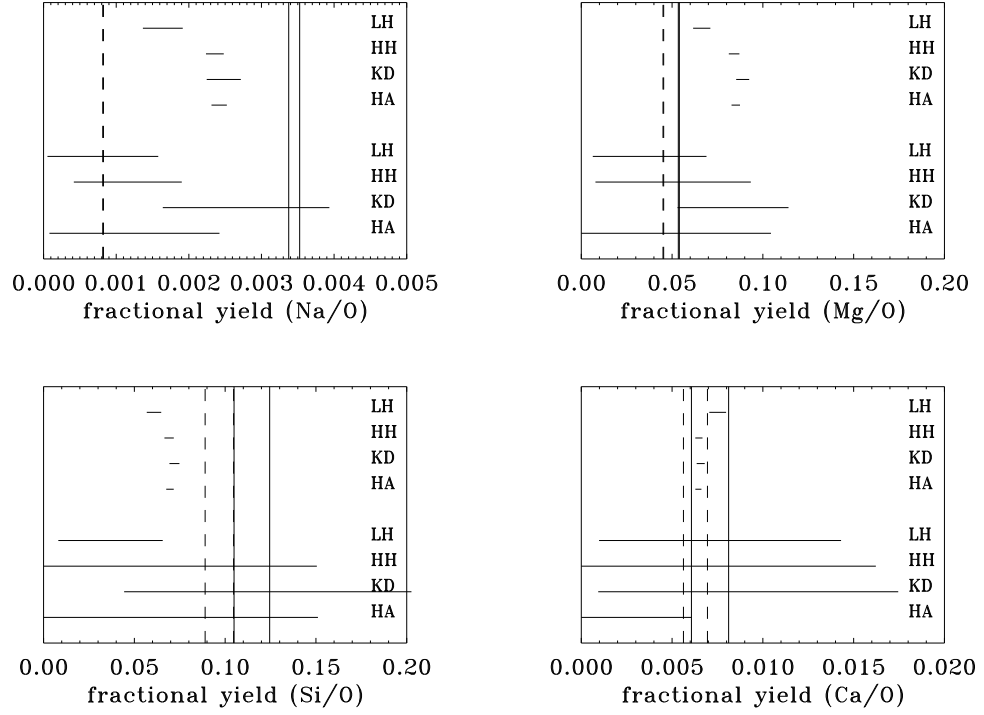 LH
HH
KD
HA
LH
HH
KD
HA
0.000 0.001 0.002 0.003 0.004 0.005
fractional yield (Na/O)
LH
HH
KD
HA
LH
HH
KD
HA
0.00 0.05 0.10 0.15 0.20
fractional yield (Mg/O)
LH
HH
KD
HA
LH
HH
KD
HA
0.00 0.05 0.10 0.15 0.20
fractional yield (Si/O)
LH
HH
KD
HA
LH
HH
KD
HA
0.000 0.005 0.010 0.015 0.020
fractional yield (Ca/O)